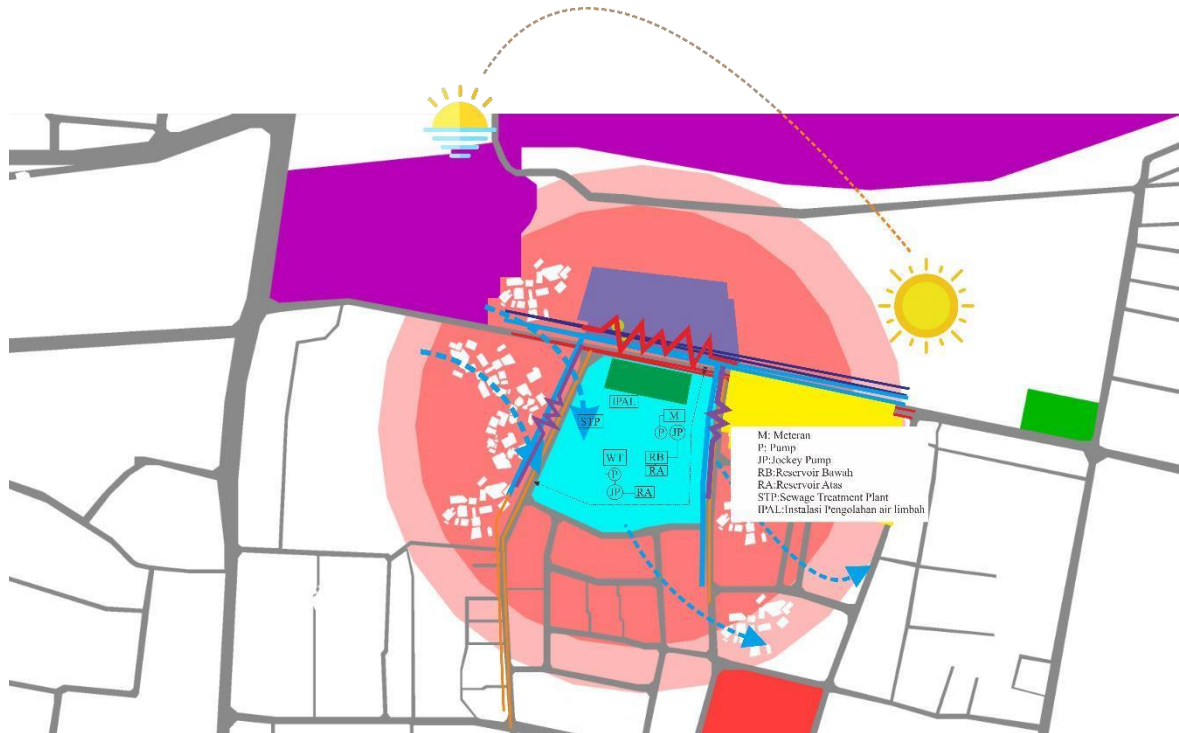 IPAL
M
STP
P
JP
WT
RB
RA
P
JP
RA
M: Meteran
P: Pump
JP:Jockey Pump
RB:Reservoir Bawah
RA:Reservoir Atas
STP:Sewage Treatment Plant
IPAL:Instalasi Pengolahan air limbah